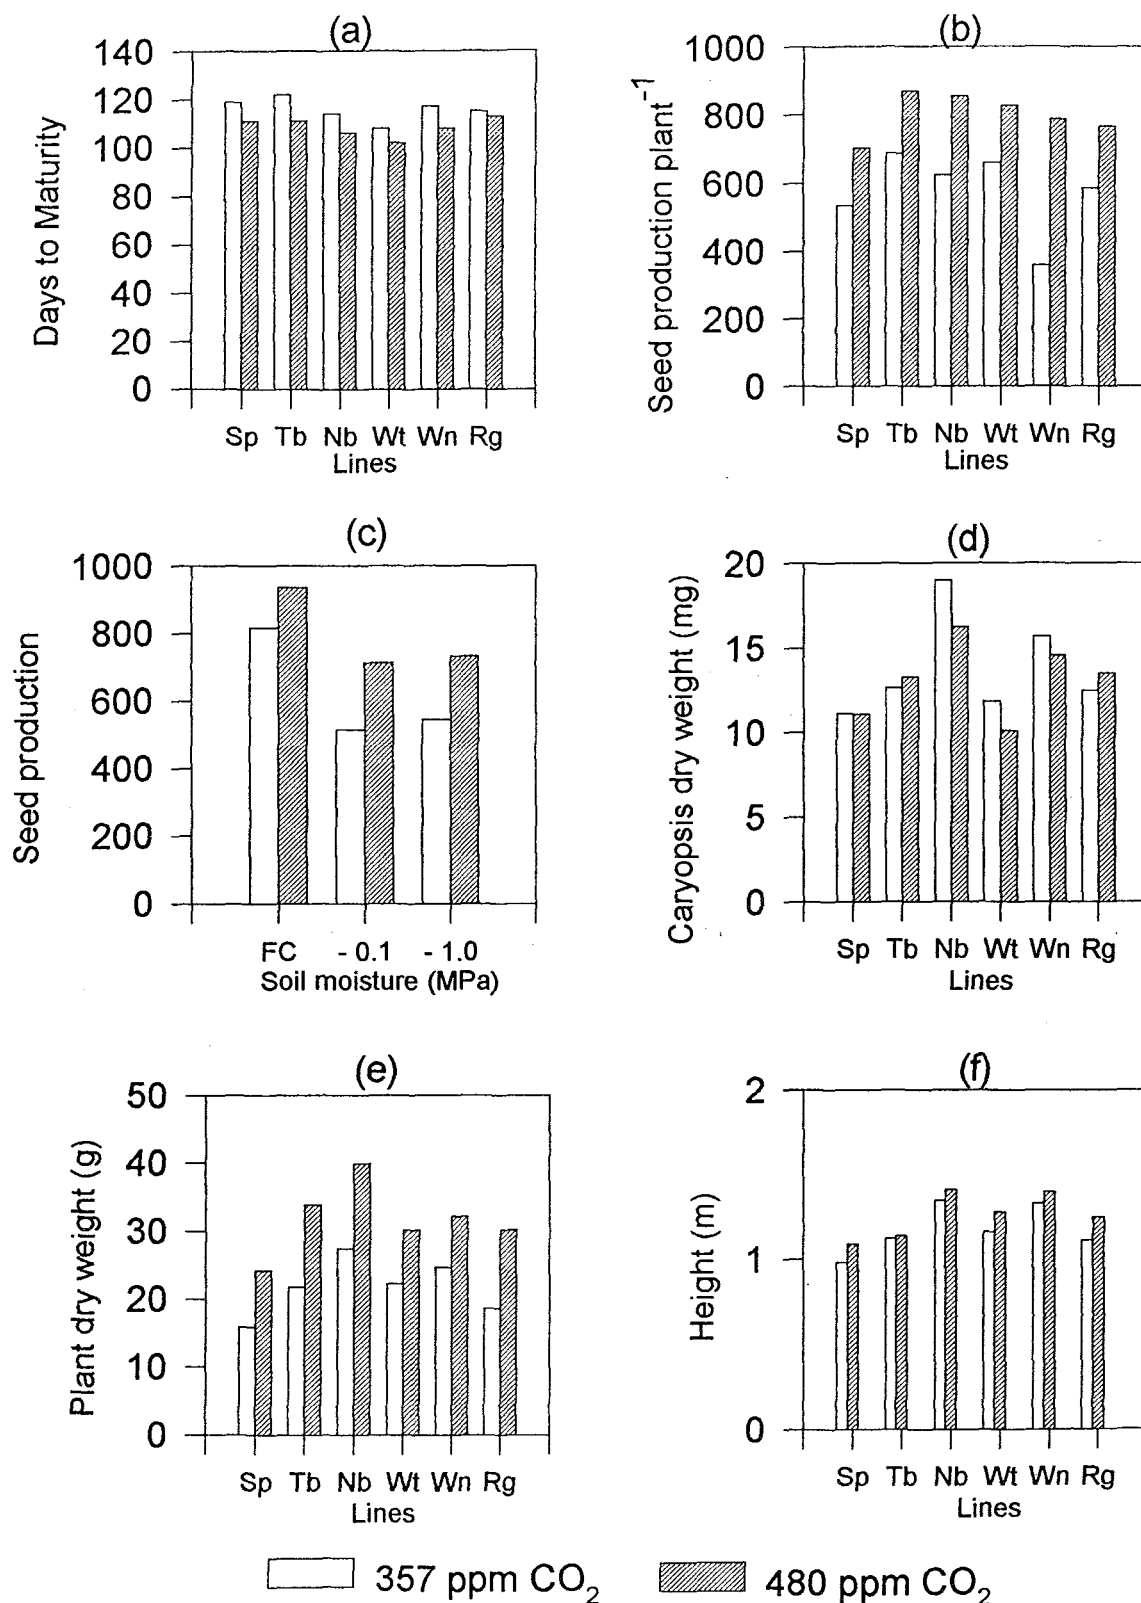 (a)
Days to Maturity
140
120
100
80
60
40
20
0
Sp Tb Nb Wt Wn Rg
Lines
(b)
Seed production plant-1
1000
800
600
400
200
0
Sp Tb Nb Wt Wn Rg
Lines
(c)
Seed production
1000
800
600
400
200
0
FC - 0.1 - 1.0
Soil moisture (MPa)
(d)
Caryopsis dry weight (mg)
20
15
10
5
0
Sp Tb Nb Wt Wn Rg
Lines
(e)
Plant dry weight (g)
50
40
30
20
10
0
Sp Tb Nb Wt Wn Rg
Lines
(f)
Height (m)
2
1
0
Sp Tb Nb Wt Wn Rg
Lines
357 ppm CO2
480 ppm CO2